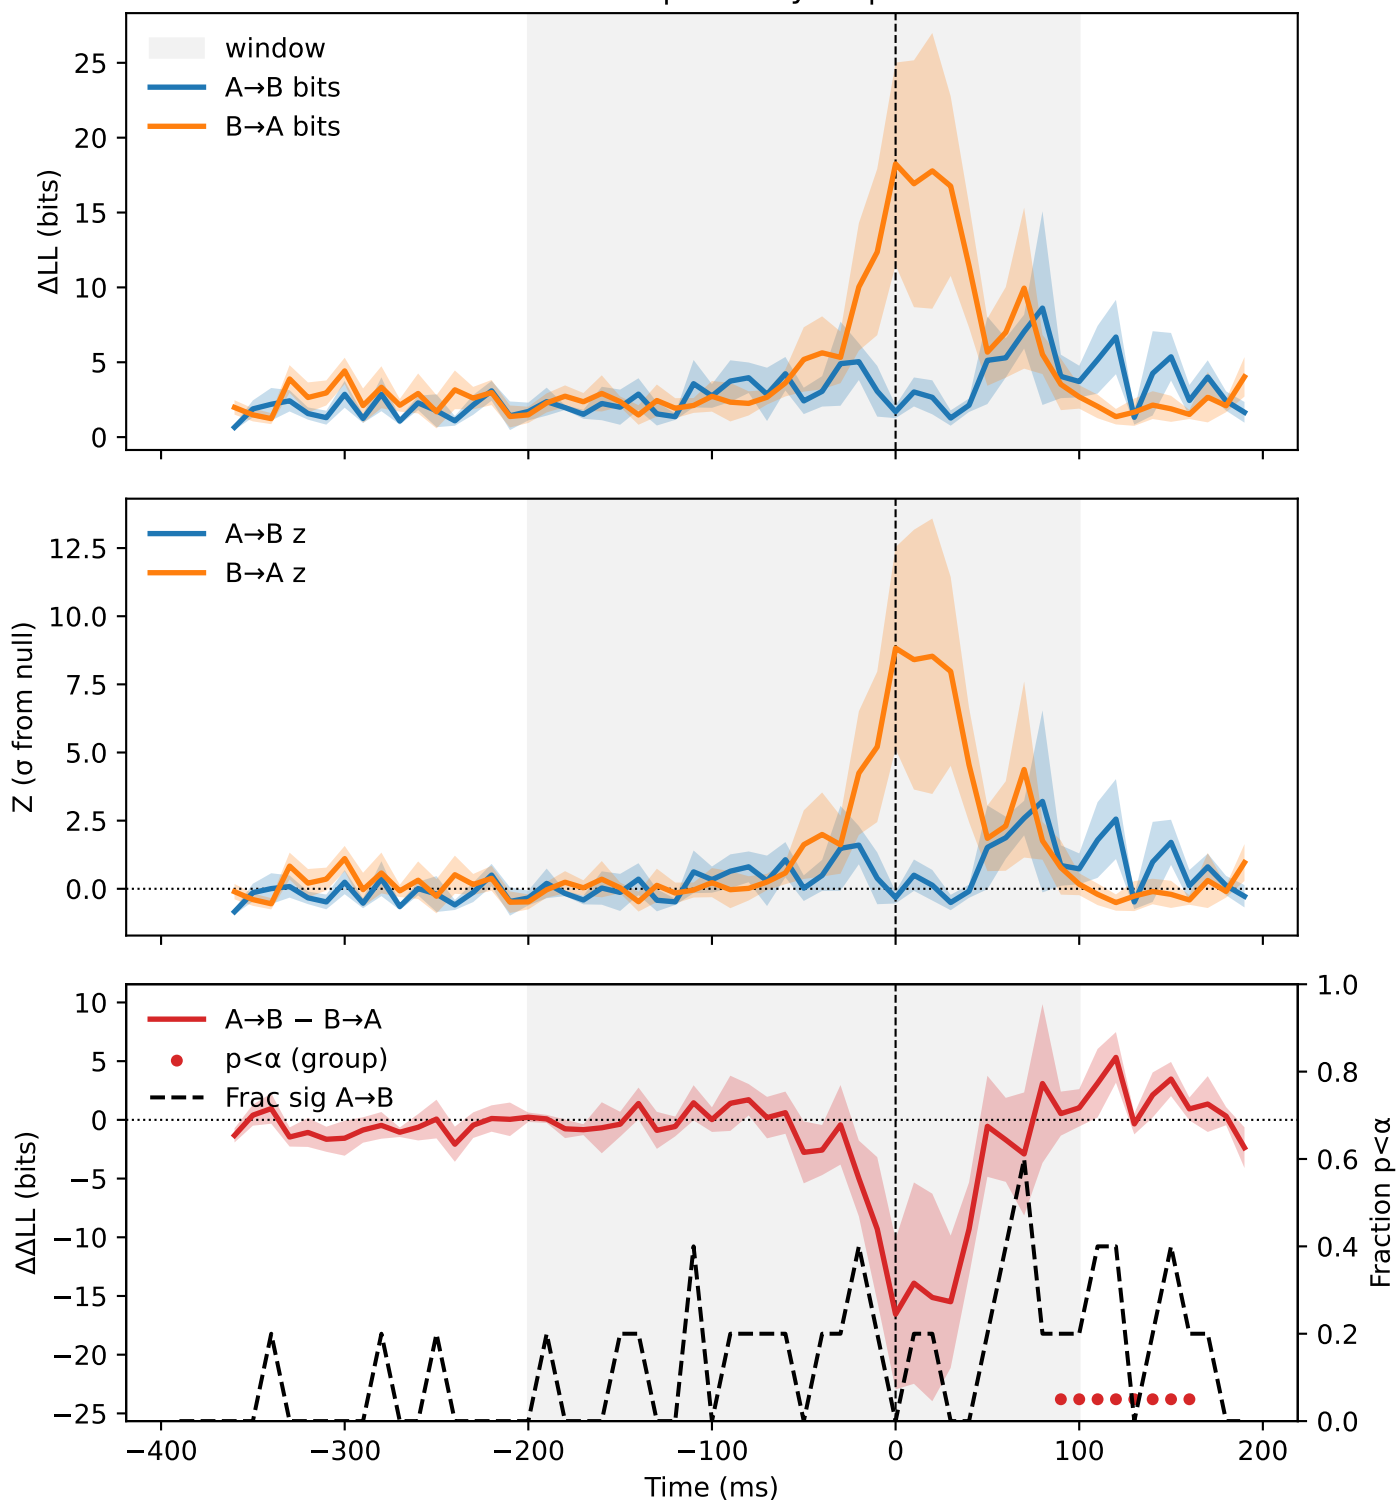 window
A→B bits
B→A bits
ΔLL (bits)
25
20
15
10
5
0
A→B z
B→A z
Z (σ from null)
12.5
10.0
7.5
5.0
2.5
0.0
A→B − B→A
p<α (group)
Frac sig A→B
ΔΔLL (bits)
10
5
0
−5
−10
−15
−20
−25
1.0
0.8
0.6
0.4
0.2
0.0
Fraction p<α
−400 −300 −200 −100 0 100 200
Time (ms)